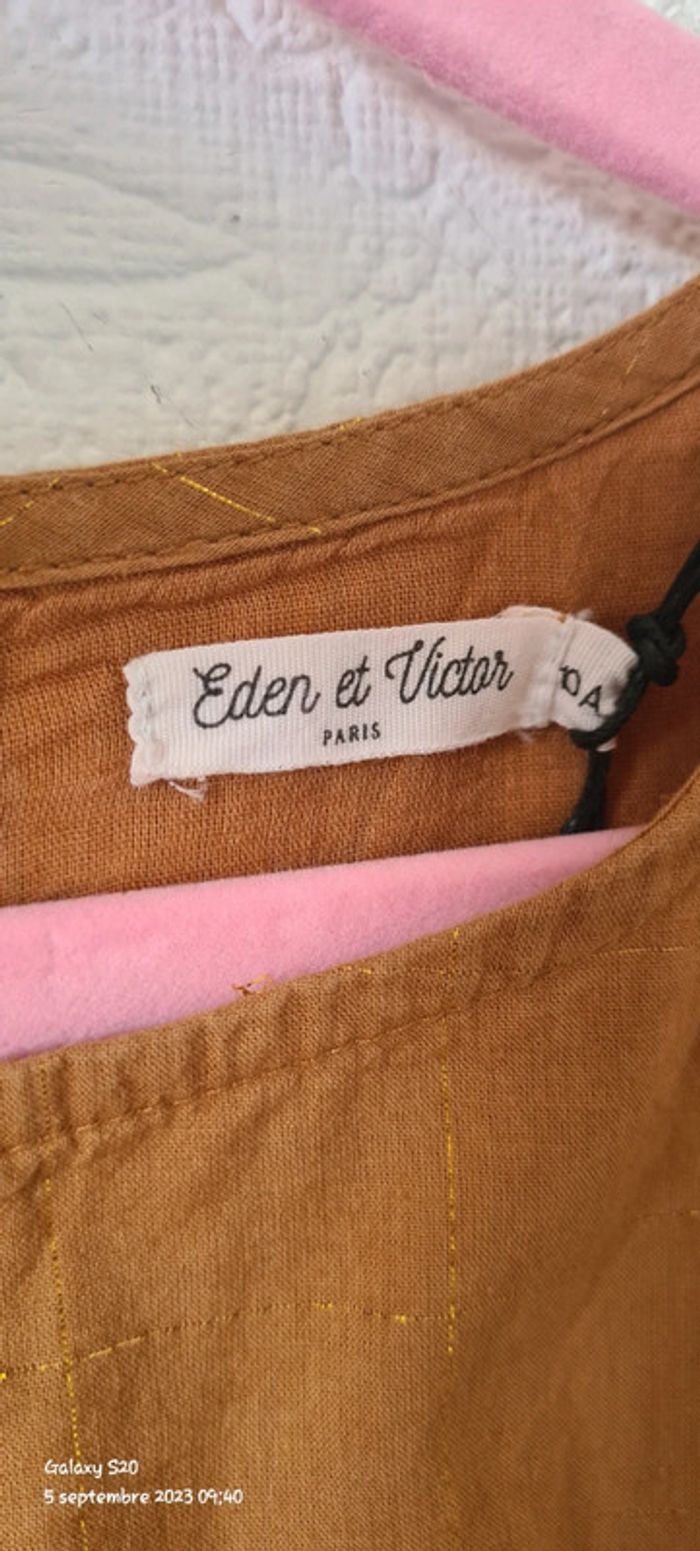 Eden et Victor
PARIS
Galaxy S20
5 septembre 2023 09:40